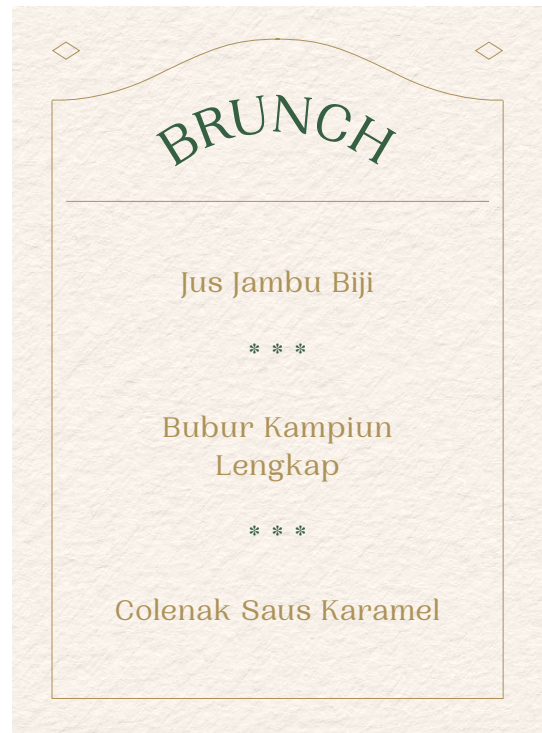 BRUNCH
Jus Jambu Biji
* * *
Bubur Kampiun
Lengkap
* * *
Colenak Saus Karamel